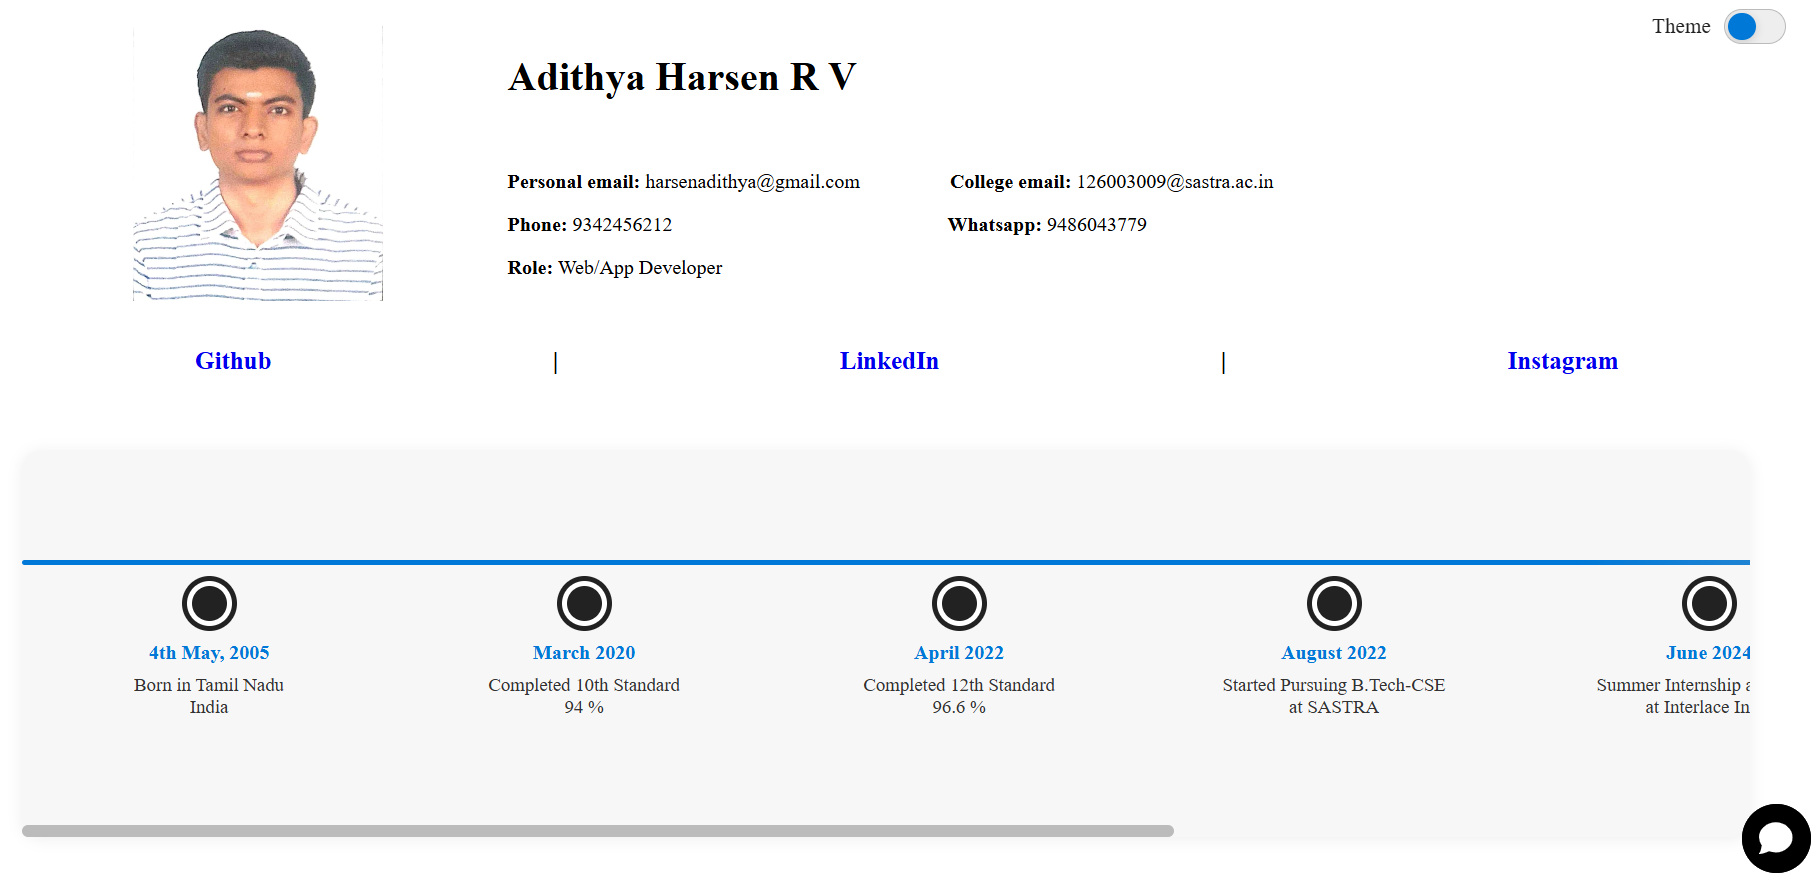 Theme
Adithya Harsen R V
Personal email: harsenadithya@gmail.com College email: 126003009@sastra.ac.in
Phone: 9342456212 Whatsapp: 9486043779
Role: Web/App Developer
Github | LinkedIn | Instagram
4th May, 2005
Born in Tamil Nadu
India
March 2020
Completed 10th Standard
94 %
April 2022
Completed 12th Standard
96.6 %
August 2022
Started Pursuing B.Tech-CSE
at SASTRA
June 2024
Summer Internship a
at Interlace In